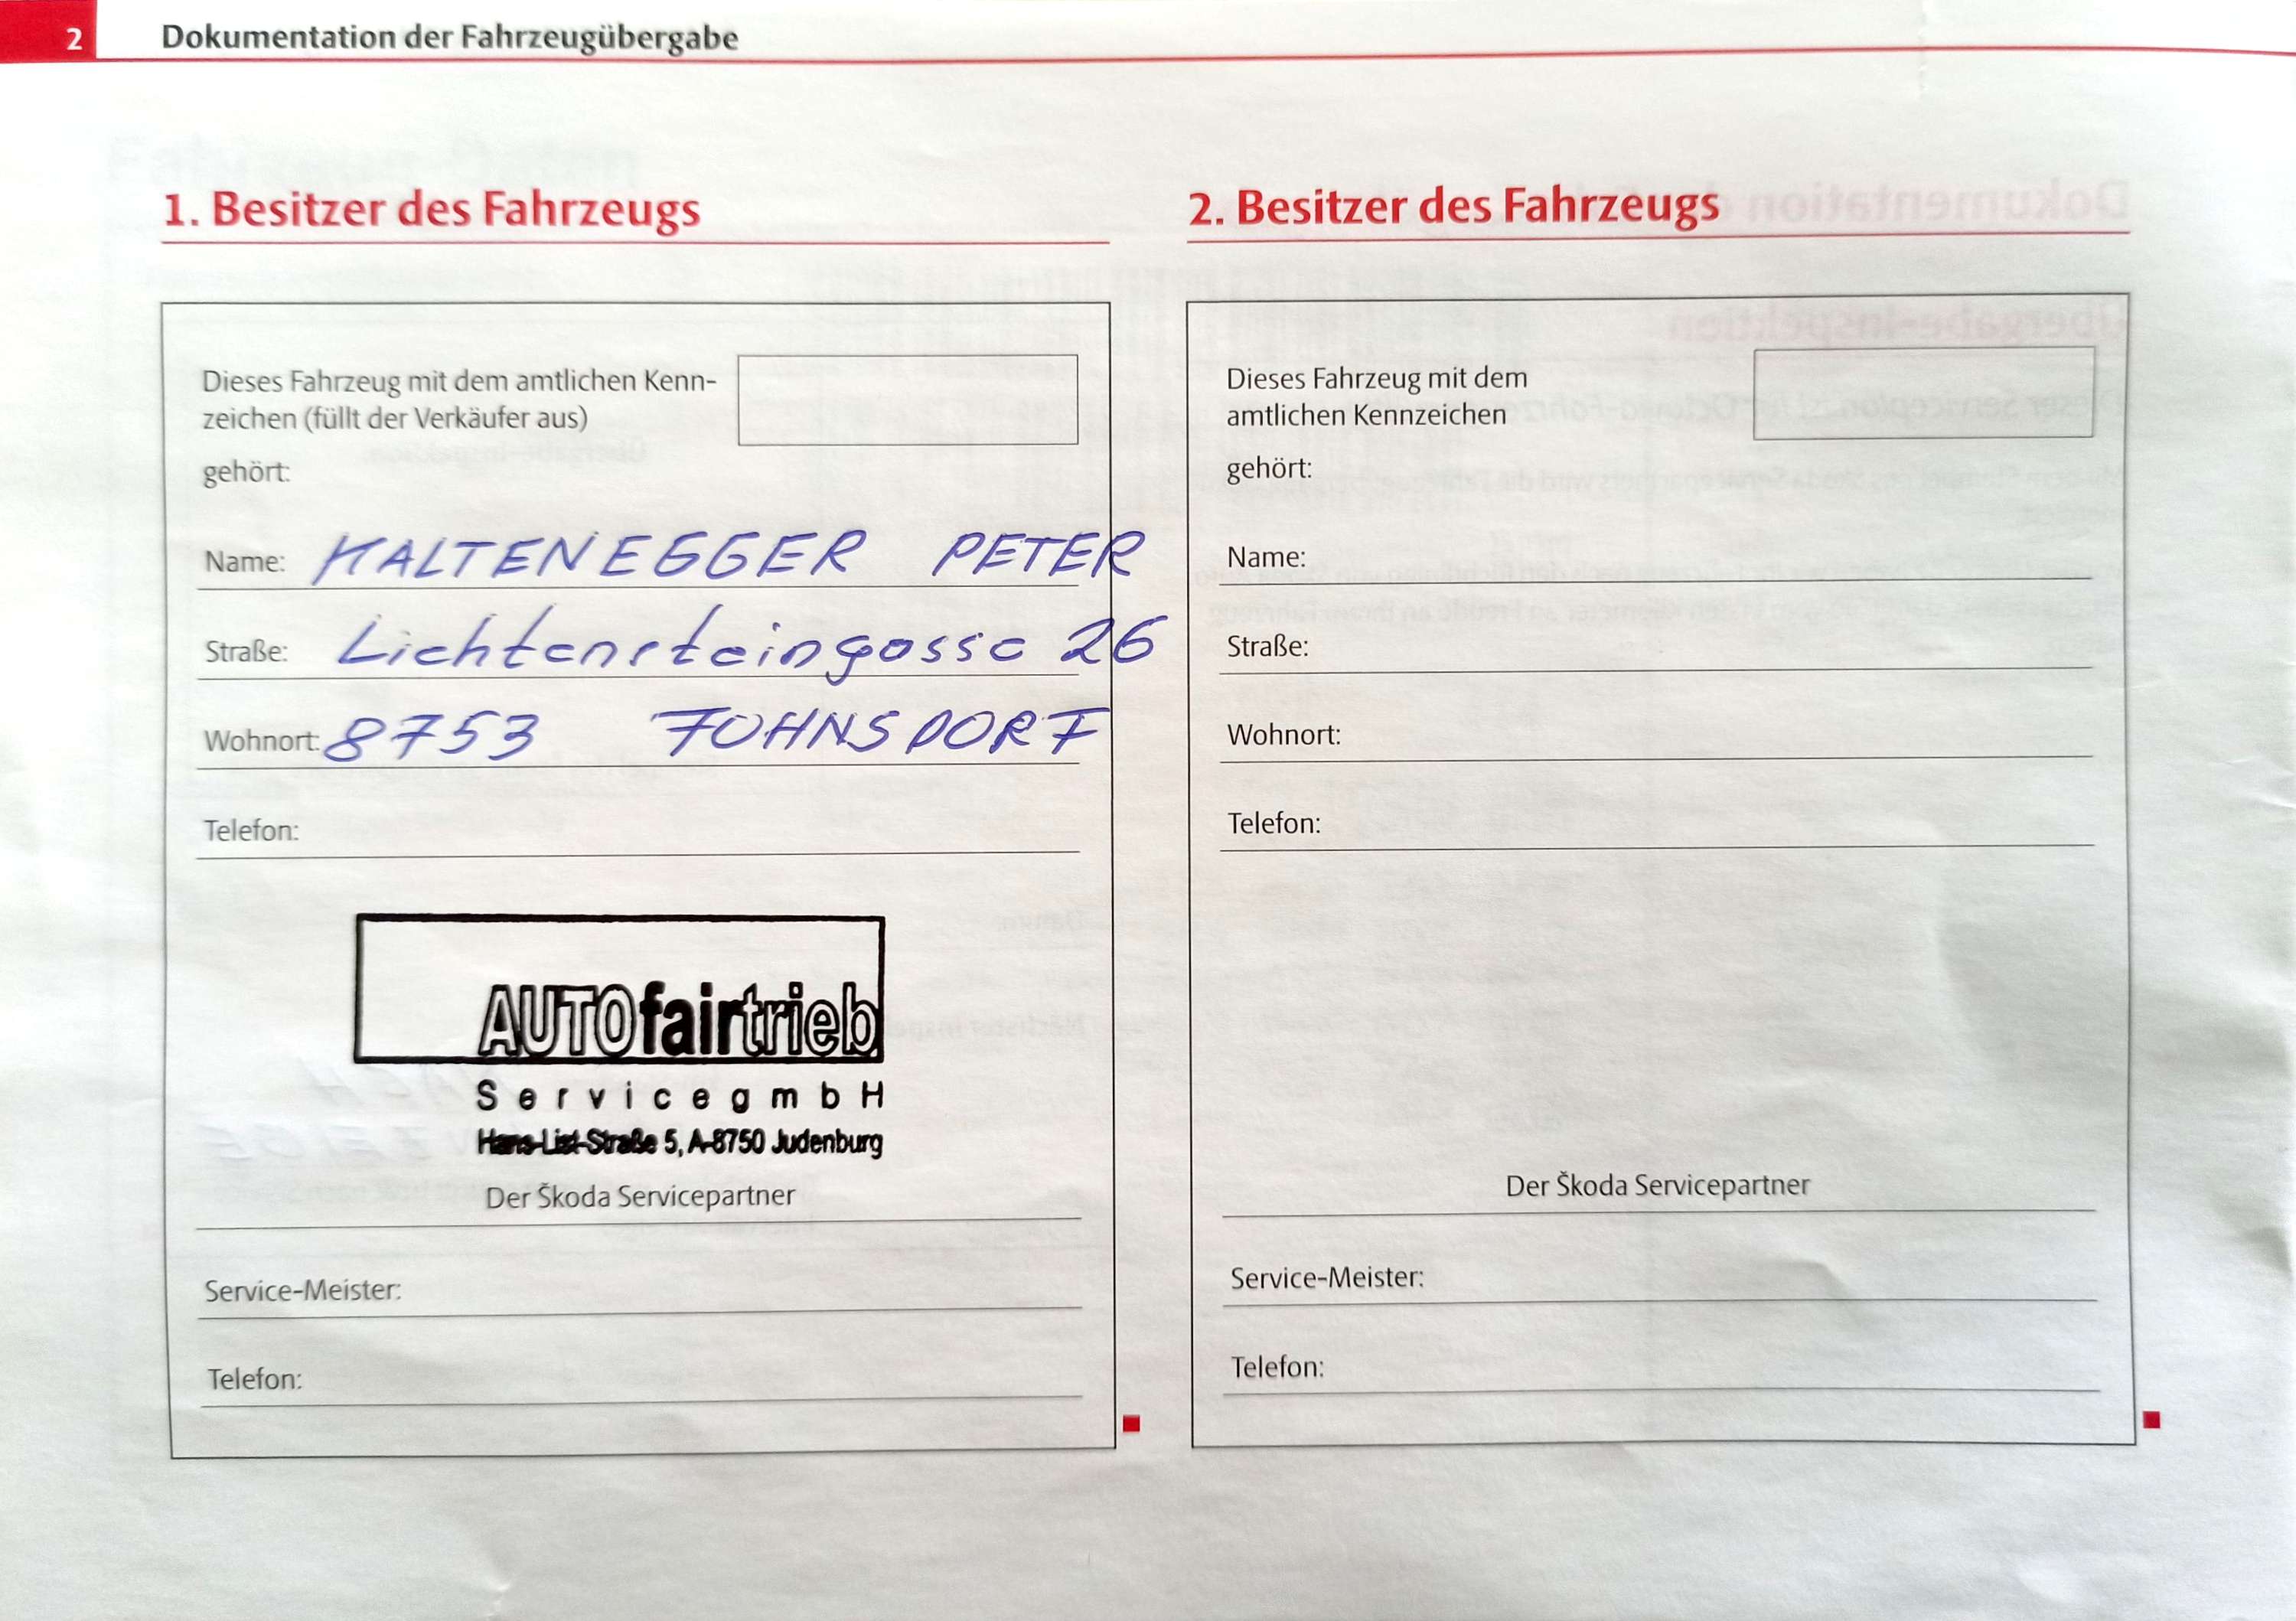 2
Dokumentation der Fahrzeugübergabe
1. Besitzer des Fahrzeugs
Dieses Fahrzeug mit dem amtlichen Kenn-
zeichen (füllt der Verkäufer aus)
gehört:
Name: KALTENEGGER PETER
Straße: Lichtensteingasse 26
Wohnort: 8753 FOHNSDORF
Telefon:
AUTOfairtrieb
ServicegmbH
Hans-List-Straße 5, A-8750 Judenburg
Der Škoda Servicepartner
Service-Meister:
Telefon:
2. Besitzer des Fahrzeugs
Dieses Fahrzeug mit dem
amtlichen Kennzeichen
gehört:
Name:
Straße:
Wohnort:
Telefon:
Der Škoda Servicepartner
Service-Meister:
Telefon: